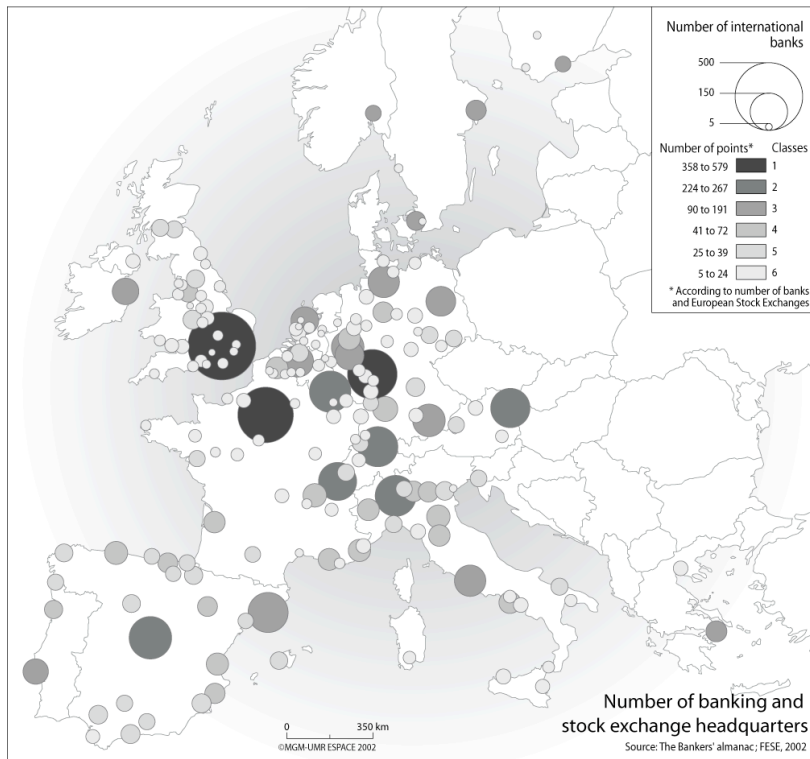 Number of international
banks
500
150
5
Number of points* Classes
358 to 579 1
224 to 267 2
90 to 191 3
41 to 72 4
25 to 39 5
5 to 24 6
* According to number of banks
and European Stock Exchanges
Number of banking and
stock exchange headquarters
Source: The Bankers' almanac; FESE, 2002
0 350 km
©MGM-UMR ESPACE 2002